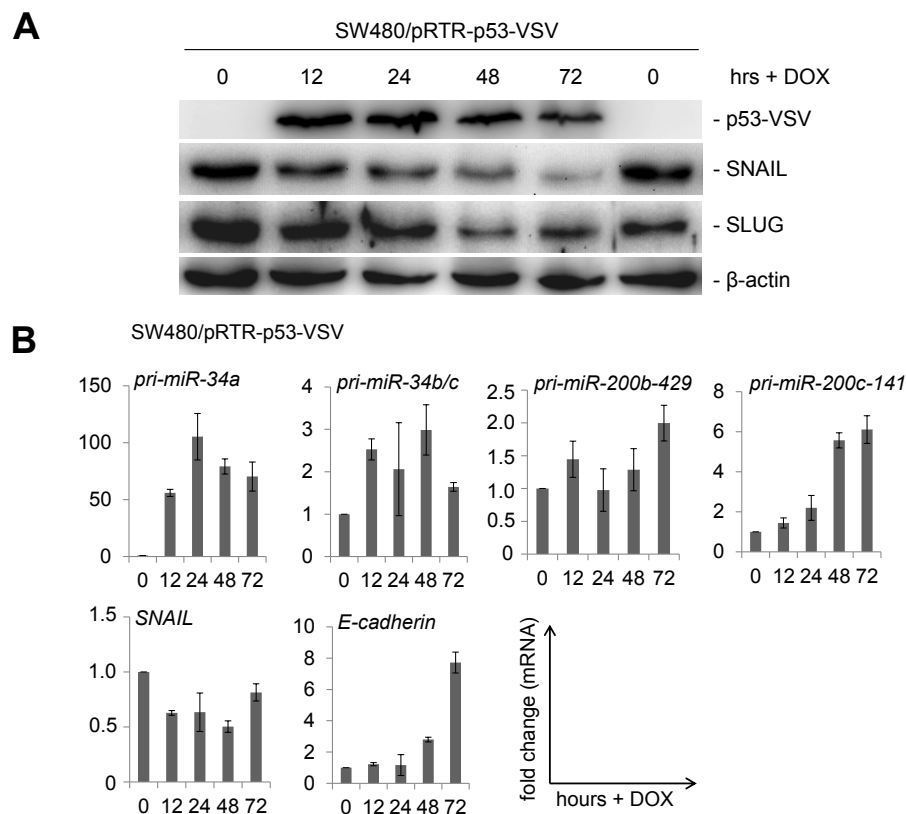 A
SW480/pRTR-p53-VSV
0 12 24 48 72 0 hrs + DOX
- p53-VSV
- SNAIL
- SLUG
- β-actin
B
SW480/pRTR-p53-VSV
pri-miR-34a
150
100
50
0
0 12 24 48 72
pri-miR-34b/c
4
3
2
1
0
0 12 24 48 72
pri-miR-200b-429
2.5
2.0
1.5
1.0
0.5
0
0 12 24 48 72
pri-miR-200c-141
8
6
4
2
0
0 12 24 48 72
SNAIL
1.5
1.0
0.5
0
0 12 24 48 72
E-cadherin
10
8
6
4
2
0
0 12 24 48 72
fold change (mRNA)
hours + DOX